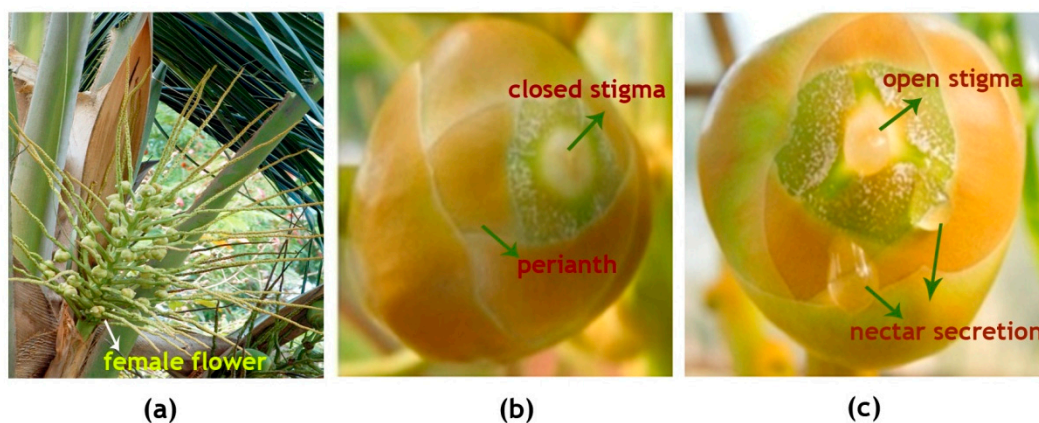 female flower
(a)
closed stigma
perianth
(b)
open stigma
nectar secretion
(c)